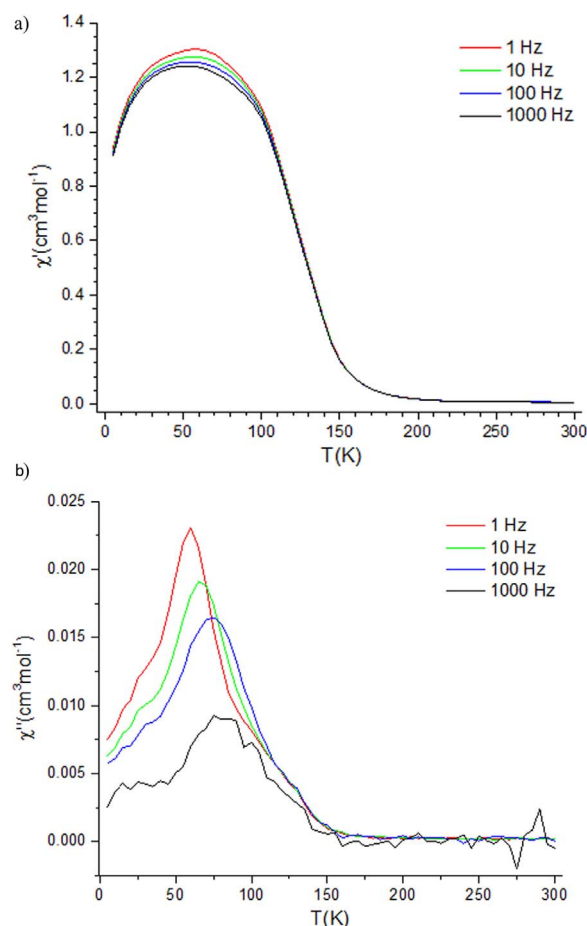 a)
1.4
1.2
1.0
0.8
0.6
0.4
0.2
0.0
χ'(cm³mol⁻¹)
1 Hz
10 Hz
100 Hz
1000 Hz
0 50 100 150 200 250 300
T(K)
b)
0.025
0.020
0.015
0.010
0.005
0.000
χ''(cm³mol⁻¹)
1 Hz
10 Hz
100 Hz
1000 Hz
0 50 100 150 200 250 300
T(K)